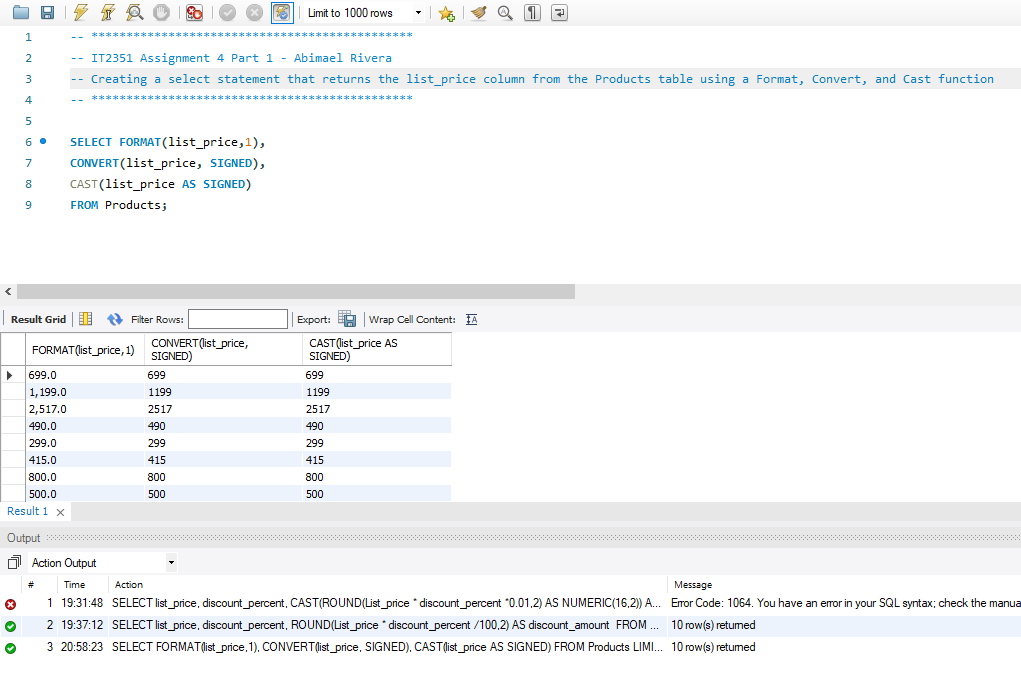 Limit to 1000 rows
1 -- **********************************************
2 -- IT2351 Assignment 4 Part 1 - Abimael Rivera
3 -- Creating a select statement that returns the list_price column from the Products table using a Format, Convert, and Cast function
4 -- **********************************************
5
6 SELECT FORMAT(list_price,1),
7 CONVERT(list_price, SIGNED),
8 CAST(list_price AS SIGNED)
9 FROM Products;
Result Grid Filter Rows: Export: Wrap Cell Content: IA
FORMAT(list_price,1) CONVERT(list_price, SIGNED) CAST(list_price AS SIGNED)
699.0 699 699
1,199.0 1199 1199
2,517.0 2517 2517
490.0 490 490
299.0 299 299
415.0 415 415
800.0 800 800
500.0 500 500
Result 1
Output
Action Output
# Time Action Message
1 19:31:48 SELECT list_price, discount_percent, CAST(ROUND(List_price * discount_percent *0.01,2) AS NUMERIC(16,2)) A... Error Code: 1064. You have an error in your SQL syntax; check the manua
2 19:37:12 SELECT list_price, discount_percent, ROUND(List_price * discount_percent /100,2) AS discount_amount FROM ... 10 row(s) returned
3 20:58:23 SELECT FORMAT(list_price,1), CONVERT(list_price, SIGNED), CAST(list_price AS SIGNED) FROM Products LIMI... 10 row(s) returned